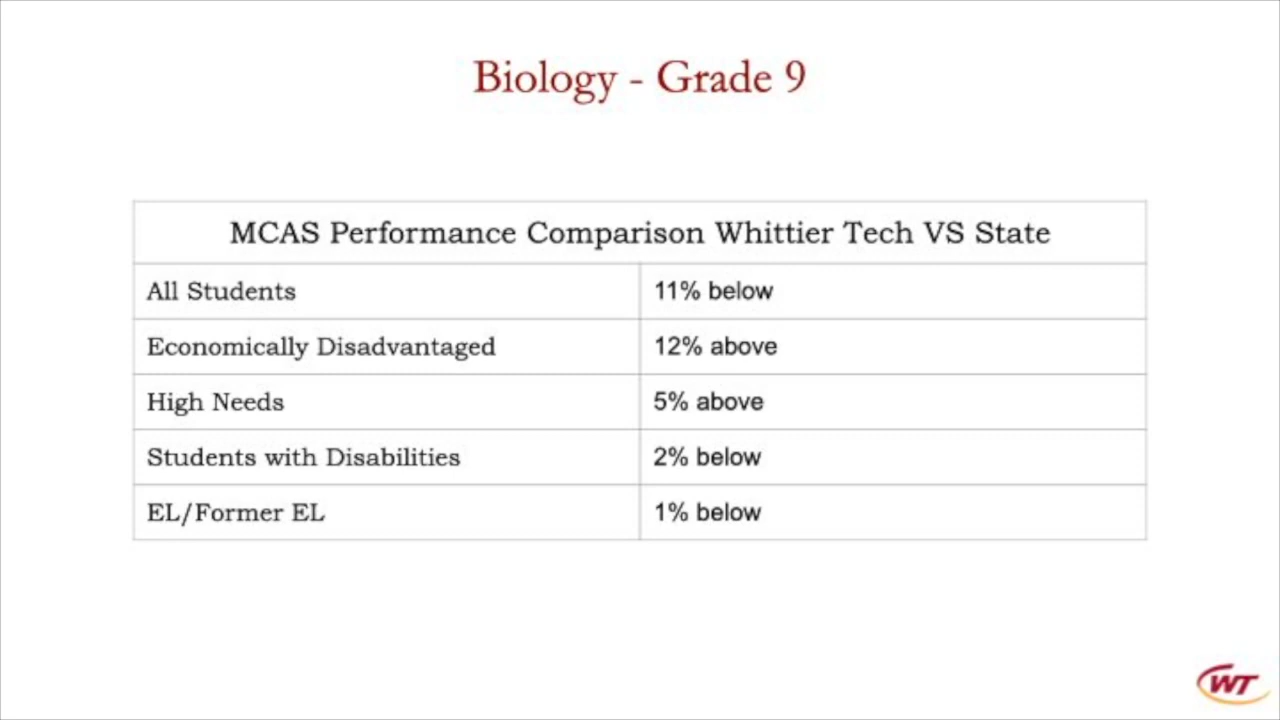 Biology - Grade 9
MCAS Performance Comparison Whittier Tech VS State
All Students 11% below
Economically Disadvantaged 12% above
High Needs 5% above
Students with Disabilities 2% below
EL/Former EL 1% below
WT